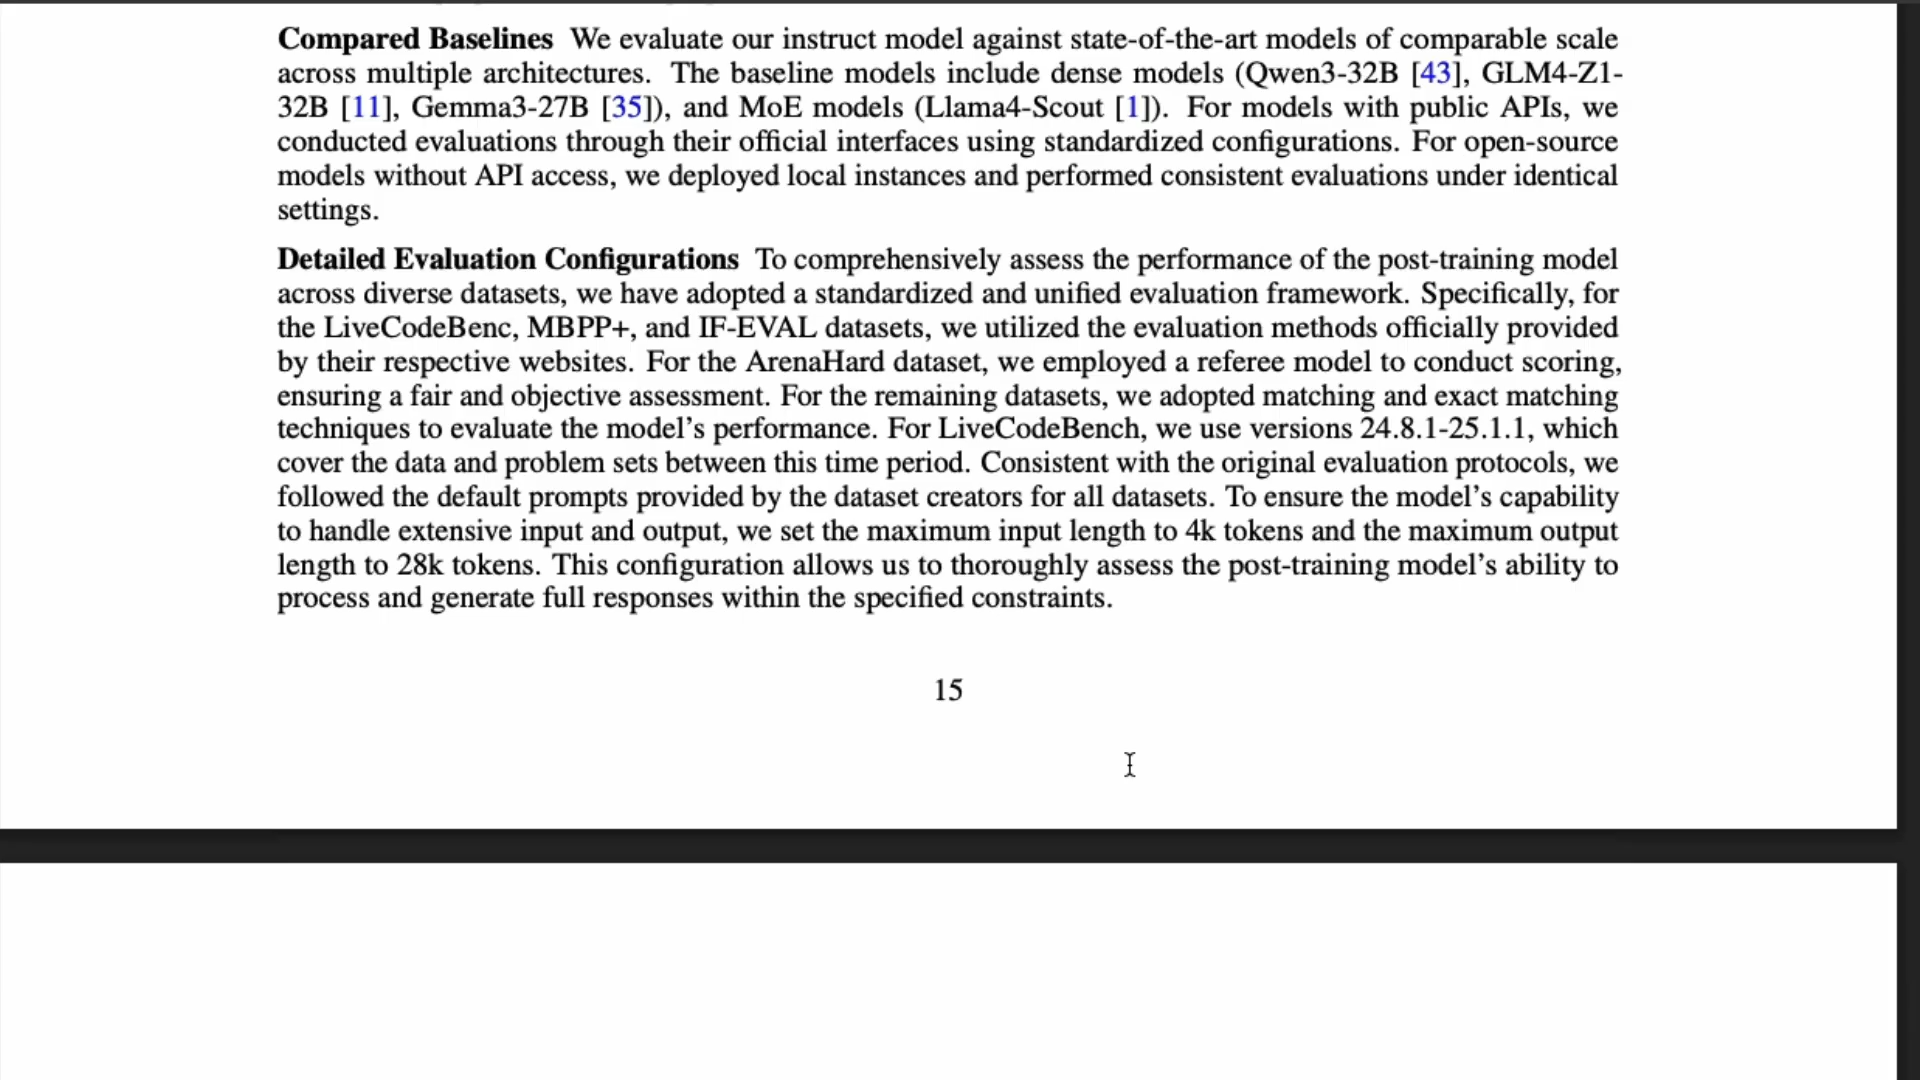 Compared Baselines We evaluate our instruct model against state-of-the-art models of comparable scale
across multiple architectures. The baseline models include dense models (Qwen3-32B [43], GLM4-Z1-
32B [11], Gemma3-27B [35]), and MoE models (Llama4-Scout [1]). For models with public APIs, we
conducted evaluations through their official interfaces using standardized configurations. For open-source
models without API access, we deployed local instances and performed consistent evaluations under identical
settings.
Detailed Evaluation Configurations To comprehensively assess the performance of the post-training model
across diverse datasets, we have adopted a standardized and unified evaluation framework. Specifically, for
the LiveCodeBenc, MBPP+, and IF-EVAL datasets, we utilized the evaluation methods officially provided
by their respective websites. For the ArenaHard dataset, we employed a referee model to conduct scoring,
ensuring a fair and objective assessment. For the remaining datasets, we adopted matching and exact matching
techniques to evaluate the model's performance. For LiveCodeBench, we use versions 24.8.1-25.1.1, which
cover the data and problem sets between this time period. Consistent with the original evaluation protocols, we
followed the default prompts provided by the dataset creators for all datasets. To ensure the model's capability
to handle extensive input and output, we set the maximum input length to 4k tokens and the maximum output
length to 28k tokens. This configuration allows us to thoroughly assess the post-training model's ability to
process and generate full responses within the specified constraints.
15